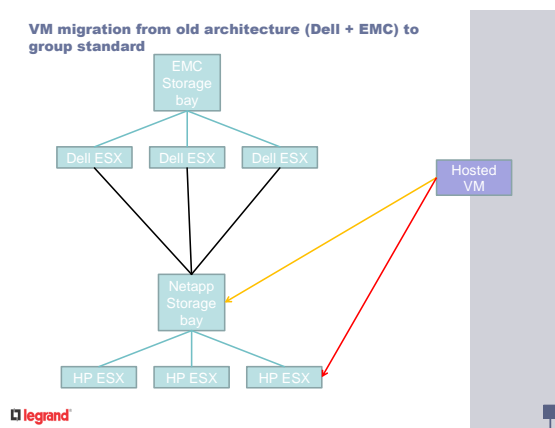 VM migration from old architecture (Dell + EMC) to
group standard
EMC
Storage
bay
Dell ESX
Dell ESX
Dell ESX
Hosted
VM
Netapp
Storage
bay
HP ESX
HP ESX
HP ESX
legrand